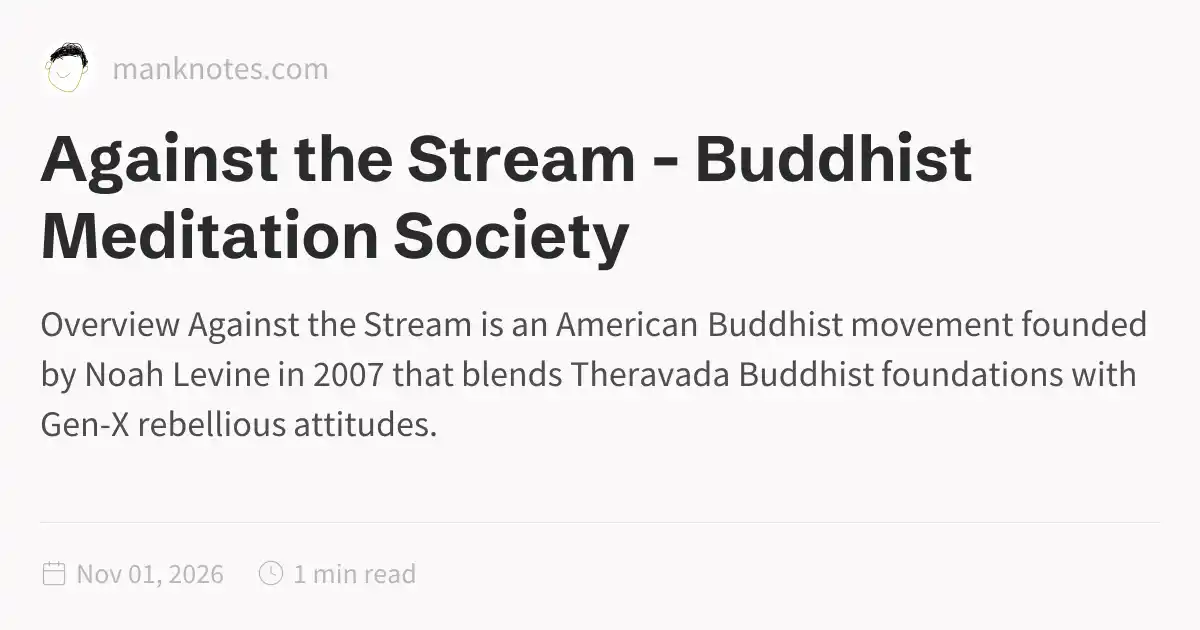 manknotes.com
Against the Stream - Buddhist
Meditation Society
Overview Against the Stream is an American Buddhist movement founded
by Noah Levine in 2007 that blends Theravada Buddhist foundations with
Gen-X rebellious attitudes.
Nov 01, 2026 1 min read